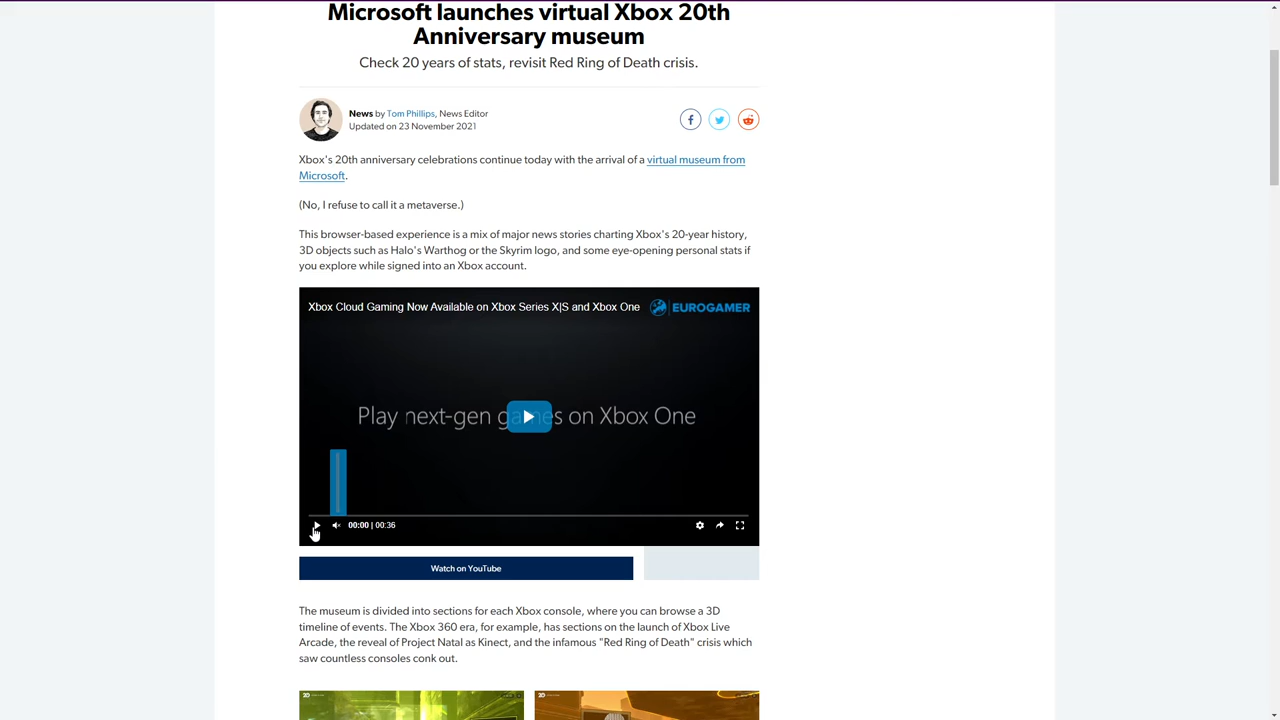 Microsoft launches virtual Xbox 20th
Anniversary museum
Check 20 years of stats, revisit Red Ring of Death crisis.
News by Tom Phillips, News Editor
Updated on 23 November 2021
Xbox's 20th anniversary celebrations continue today with the arrival of a virtual museum from
Microsoft.
(No, I refuse to call it a metaverse.)
This browser-based experience is a mix of major news stories charting Xbox's 20-year history,
3D objects such as Halo's Warthog or the Skyrim logo, and some eye-opening personal stats if
you explore while signed into an Xbox account.
Xbox Cloud Gaming Now Available on Xbox Series X|S and Xbox One
EUROGAMER
Play next-gen games on Xbox One
00:00 | 00:36
Watch on YouTube
The museum is divided into sections for each Xbox console, where you can browse a 3D
timeline of events. The Xbox 360 era, for example, has sections on the launch of Xbox Live
Arcade, the reveal of Project Natal as Kinect, and the infamous "Red Ring of Death" crisis which
saw countless consoles conk out.